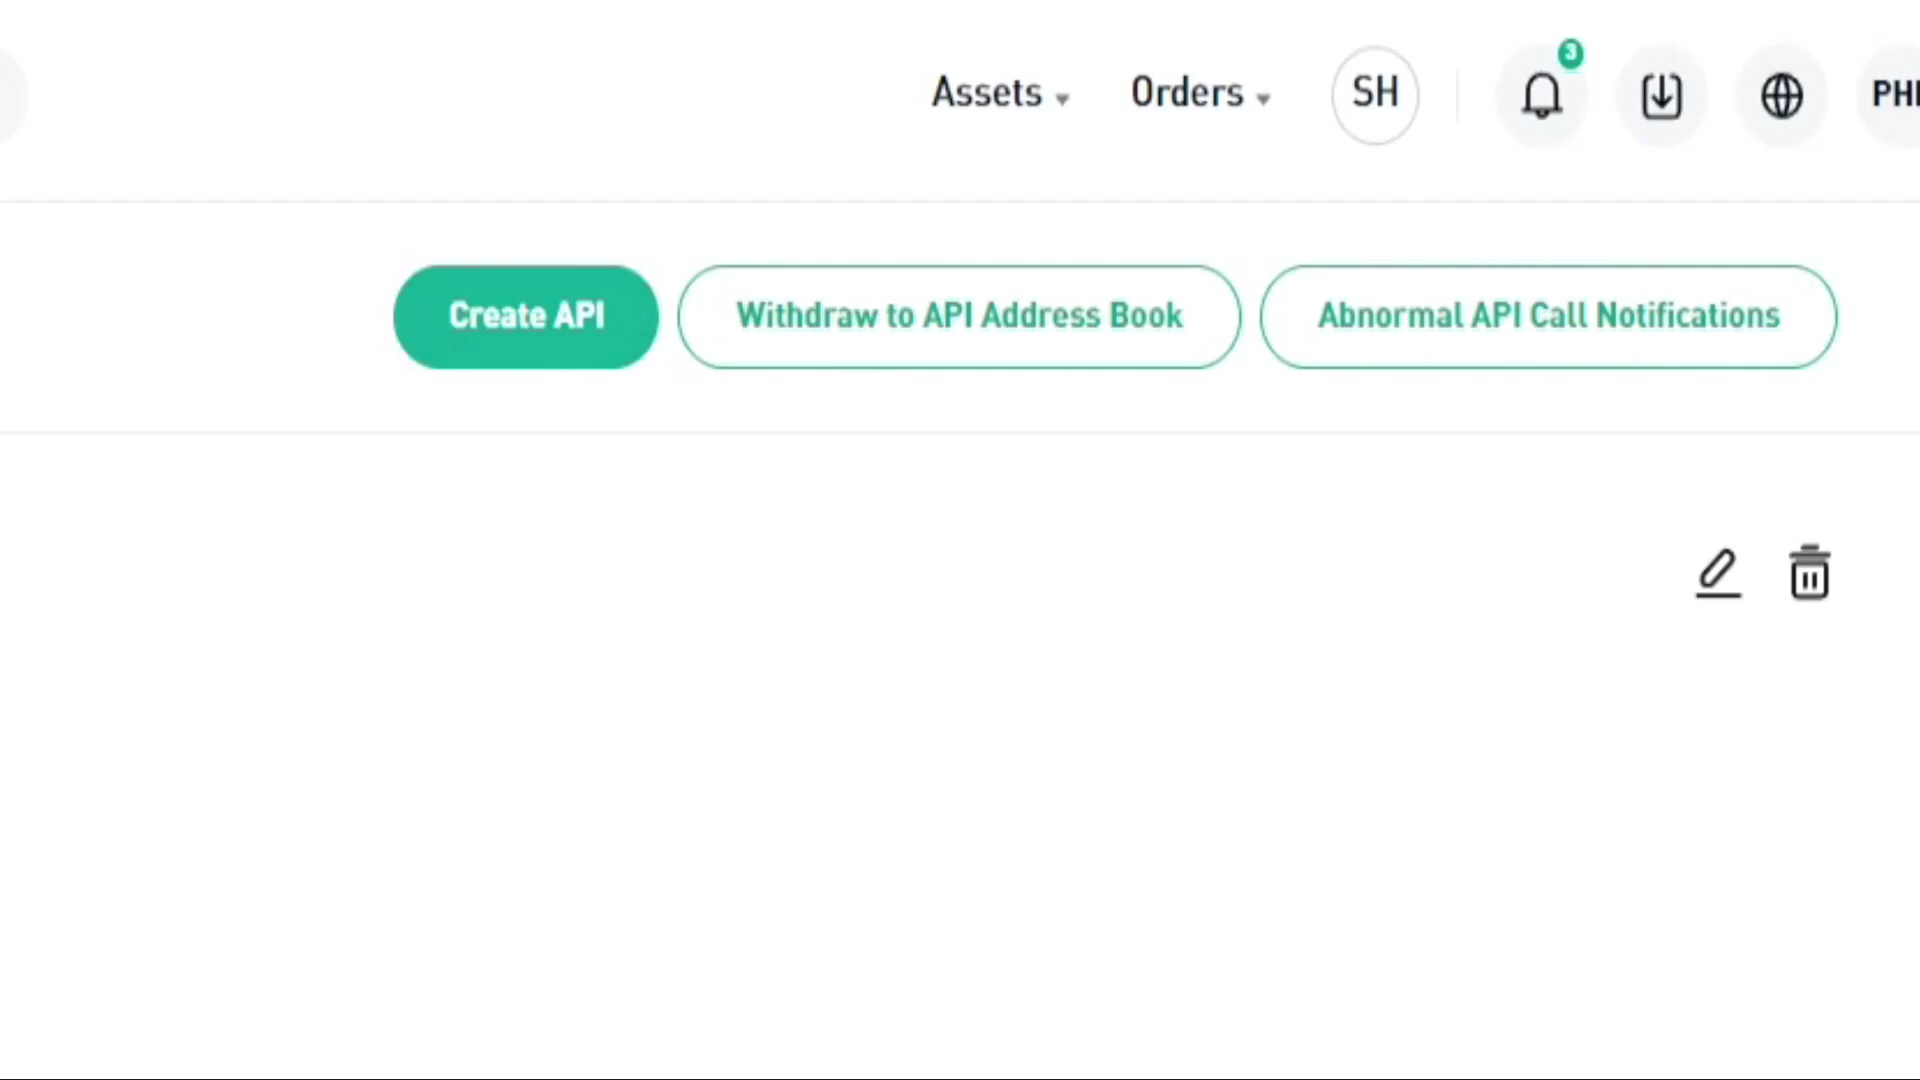 Assets Orders SH 3
Create API Withdraw to API Address Book Abnormal API Call Notifications